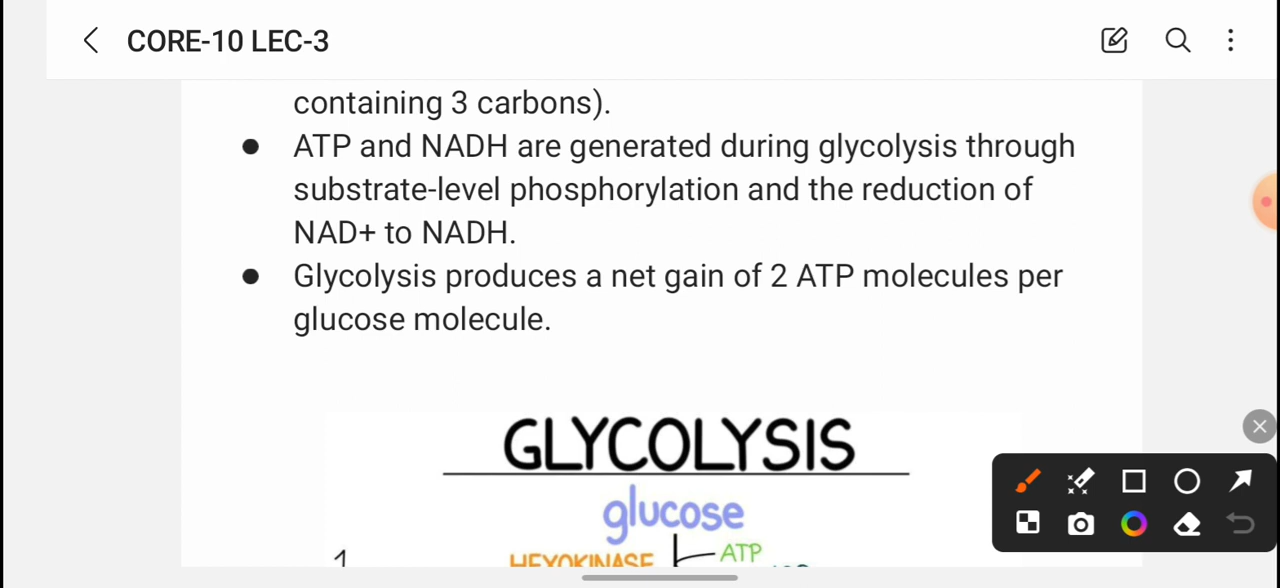 CORE-10 LEC-3
containing 3 carbons).
● ATP and NADH are generated during glycolysis through
substrate-level phosphorylation and the reduction of
NAD+ to NADH.
● Glycolysis produces a net gain of 2 ATP molecules per
glucose molecule.
GLYCOLYSIS
glucose
1
HEXOKINASE
ATP